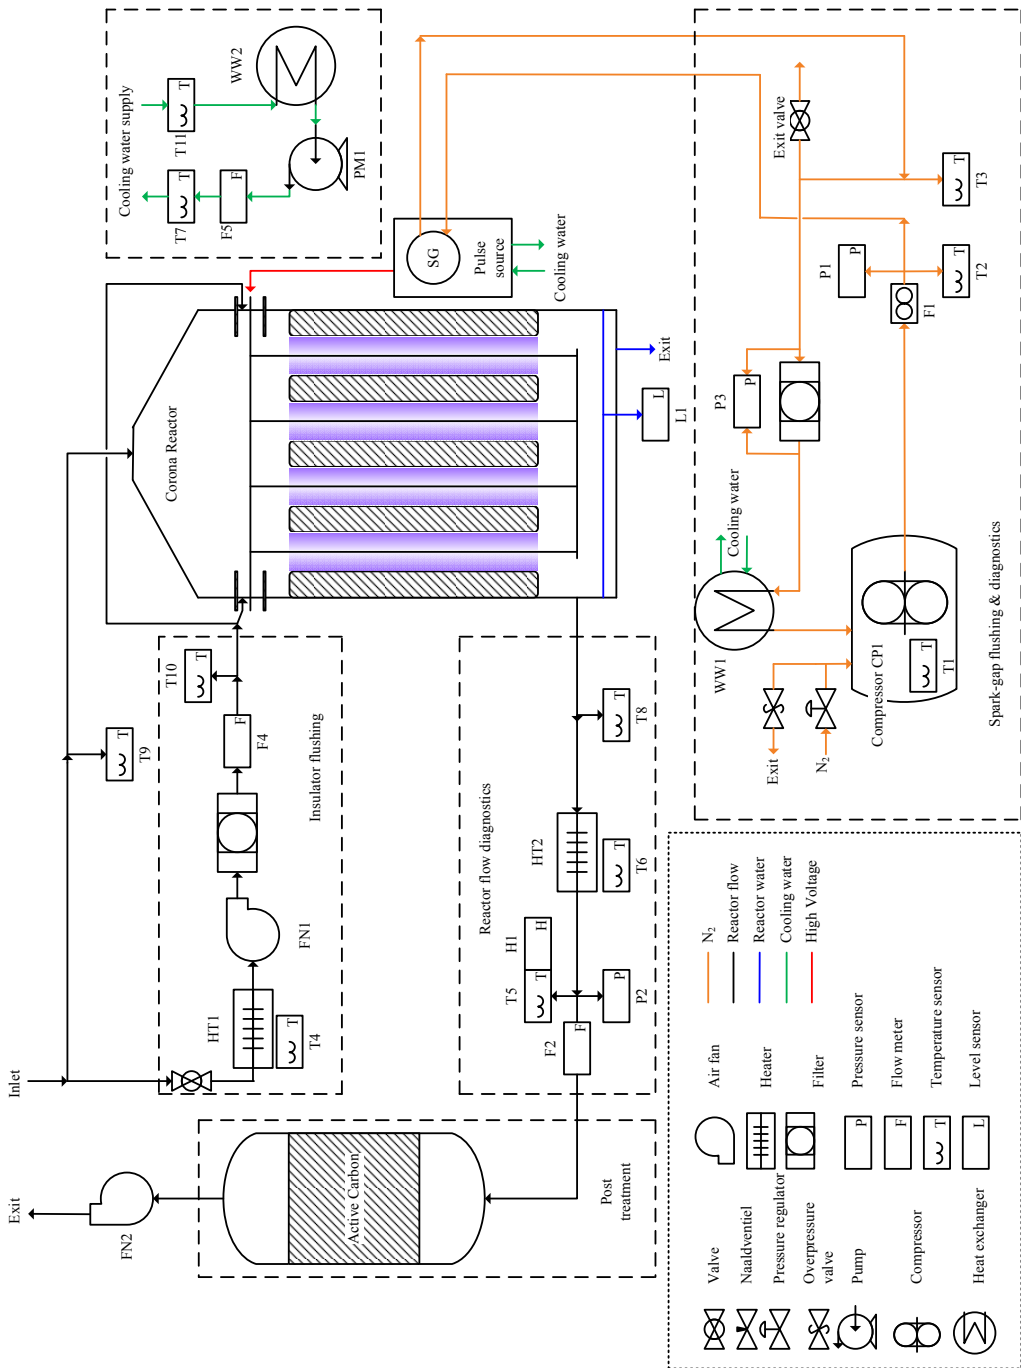 Exit
FN2
Active Carbon
Post
treatment
Inlet
HT1
T
T4
FN1
F
F4
T
T10
Insulator flushing
T
T9
Corona Reactor
Cooling water supply
T
T11
WW2
T
T7
F
F5
PM1
SG
Pulse
source
Cooling water
Exit
L
L1
Reactor flow diagnostics
F
F2
T
T5
H
H1
P
P2
HT2
T
T6
T
T8
Exit valve
T
T3
P
P1
T
T2
F1
P
P3
Cooling water
WW1
Compressor CP1
T
T1
Exit
N2
Spark-gap flushing & diagnostics
Valve
Naaldventiel
Pressure regulator
Overpressure
valve
Pump
Compressor
Heat exchanger
Air fan
Heater
Filter
P
Pressure sensor
F
Flow meter
T
Temperature sensor
L
Level sensor
N2
Reactor flow
Reactor water
Cooling water
High Voltage